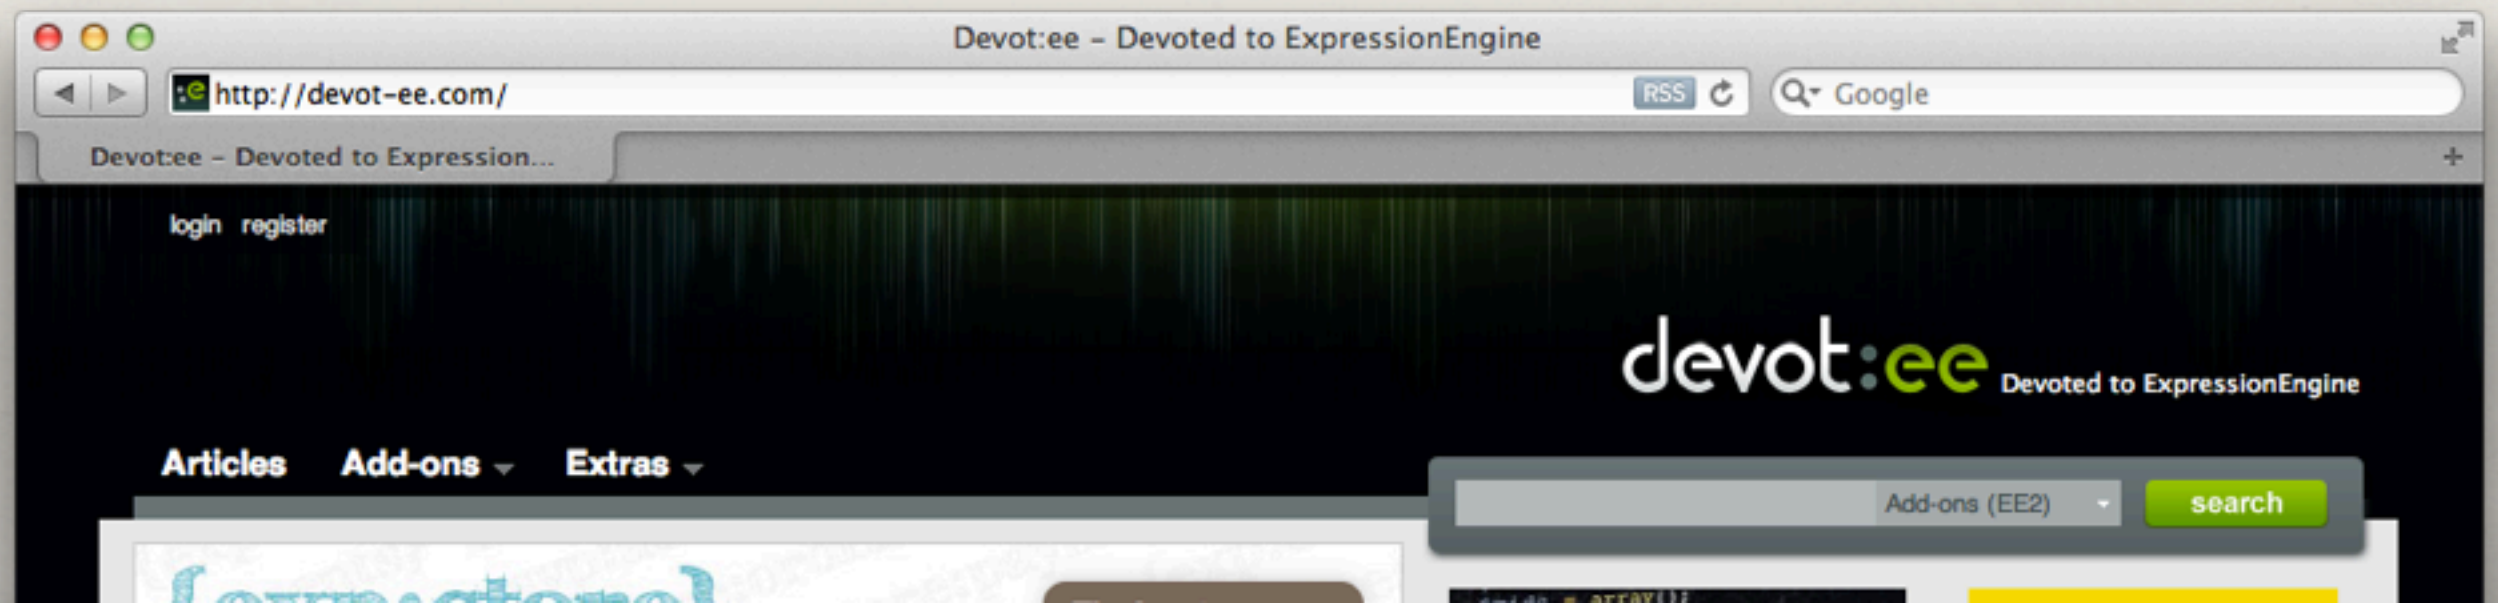 Devot:ee – Devoted to ExpressionEngine
http://devot-ee.com/
RSS
Google
Devot:ee – Devoted to Expression...
login register
devot:ee Devoted to ExpressionEngine
Articles Add-ons Extras
Add-ons (EE2) search
= array();